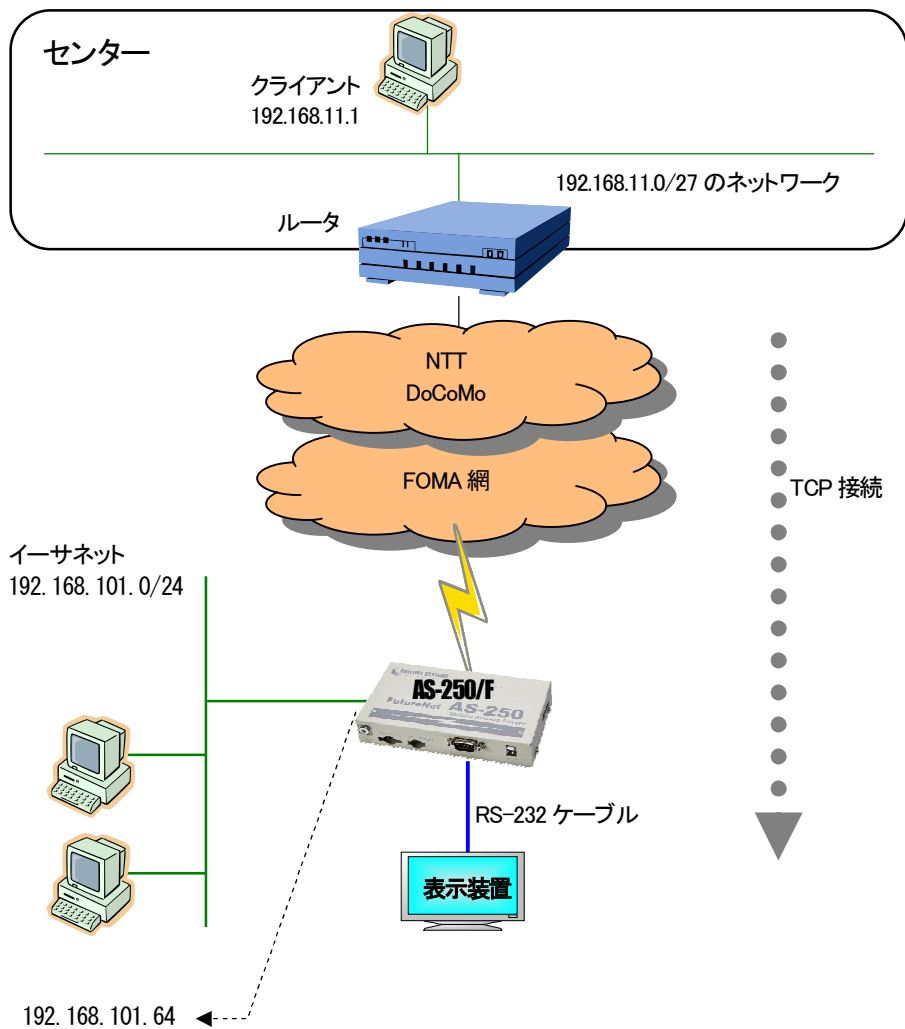 センター
クライアント
192.168.11.1
192.168.11.0/27 のネットワーク
ルータ
NTT
DoCoMo
FOMA 網
TCP 接続
イーサネット
192. 168. 101. 0/24
AS-250/F
FutureNet AS-250
RS-232 ケーブル
表示装置
192. 168. 101. 64